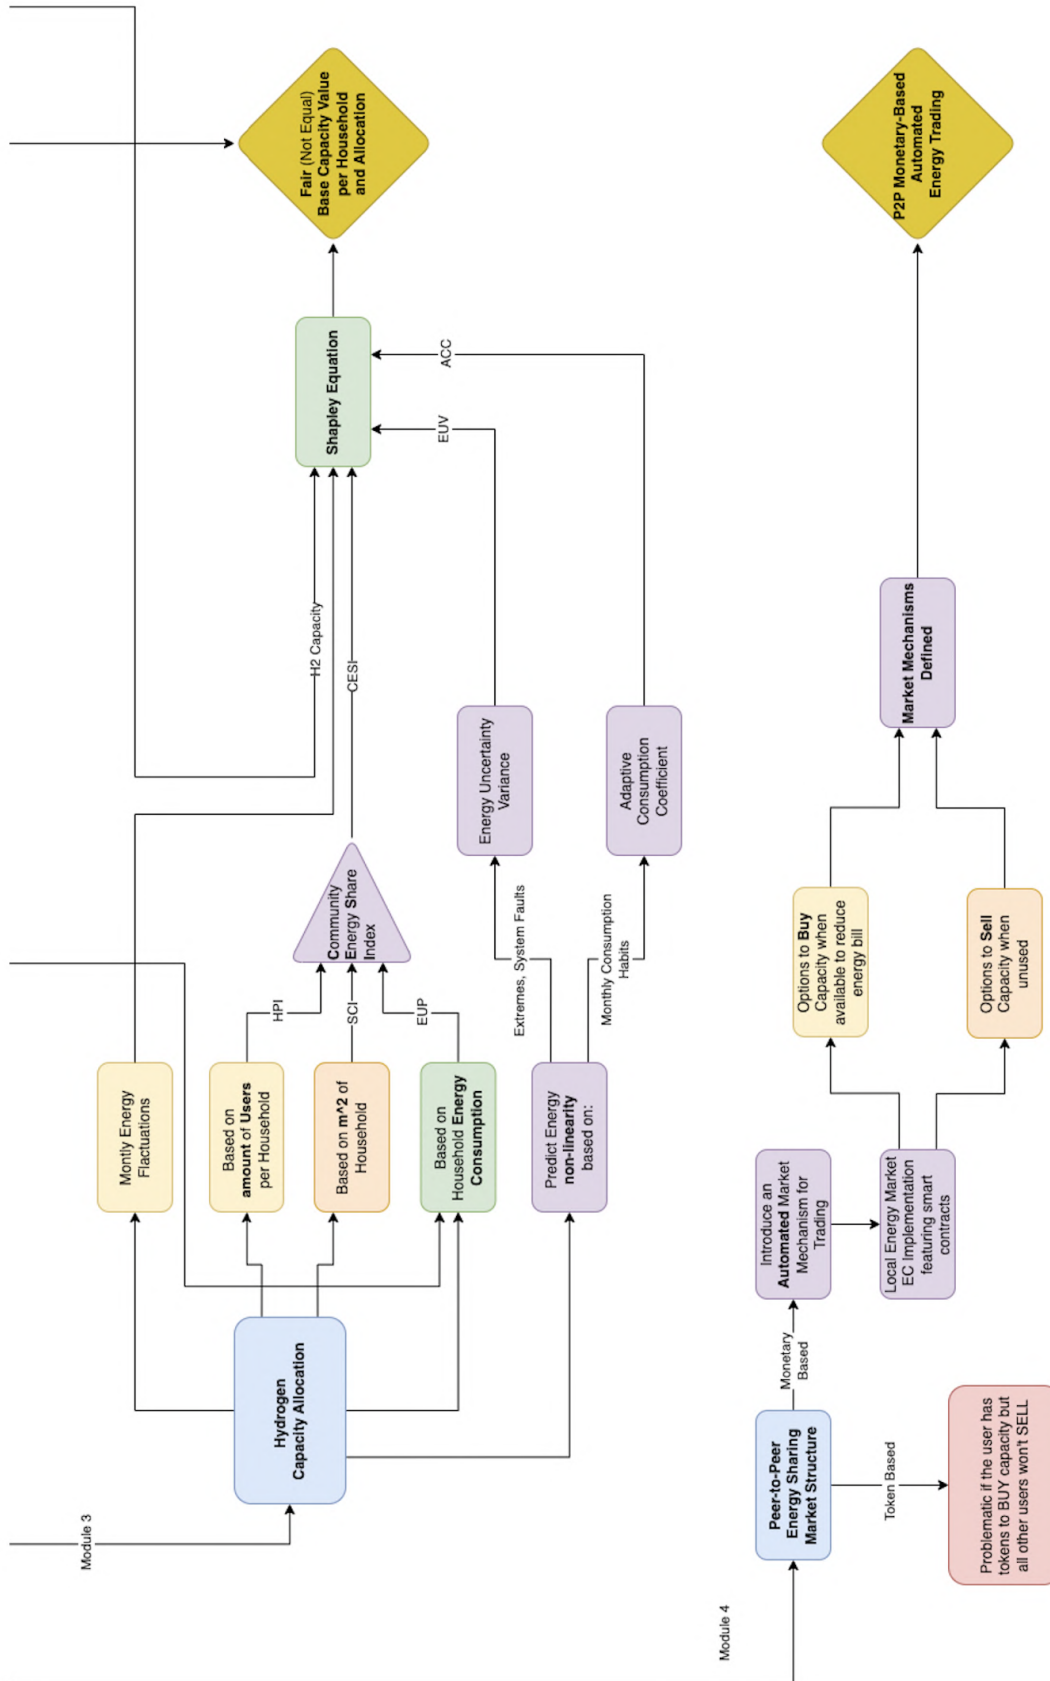 Module 3
Hydrogen
Capacity Allocation
Montly Energy
Flactuations
Based on
amount of Users
per Household
Based on m^2 of
Household
Based on
Household Energy
Consumption
Predict Energy
non-linearity
based on:
HPI
SCI
EUP
Extremes, System Faults
Monthly Consumption
Habits
Community
Energy Share
Index
Energy Uncertainty
Variance
Adaptive
Consumption
Coefficient
H2 Capacity
CESI
EUV
ACC
Shapley Equation
Fair (Not Equal)
Base Capacity Value
per Household
and Allocation
Module 4
Peer-to-Peer
Energy Sharing
Market Structure
Monetary
Based
Token Based
Problematic if the user has
tokens to BUY capacity but
all other users won't SELL
Introduce an
Automated Market
Mechanism for
Trading
Local Energy Market
EC Implementation
featuring smart
contracts
Options to Buy
Capacity when
available to reduce
energy bill
Options to Sell
Capacity when
unused
Market Mechanisms
Defined
P2P Monetary-Based
Automated
Energy Trading